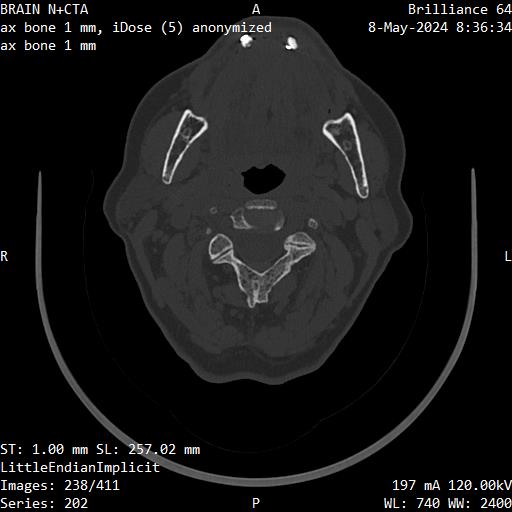 BRAIN N+CTA
ax bone 1 mm, iDose (5) anonymized
ax bone 1 mm
A
Brilliance 64
8-May-2024 8:36:34
R
L
ST: 1.00 mm SL: 257.02 mm
LittleEndianImplicit
Images: 238/411
Series: 202
P
197 mA 120.00kV
WL: 740 WW: 2400